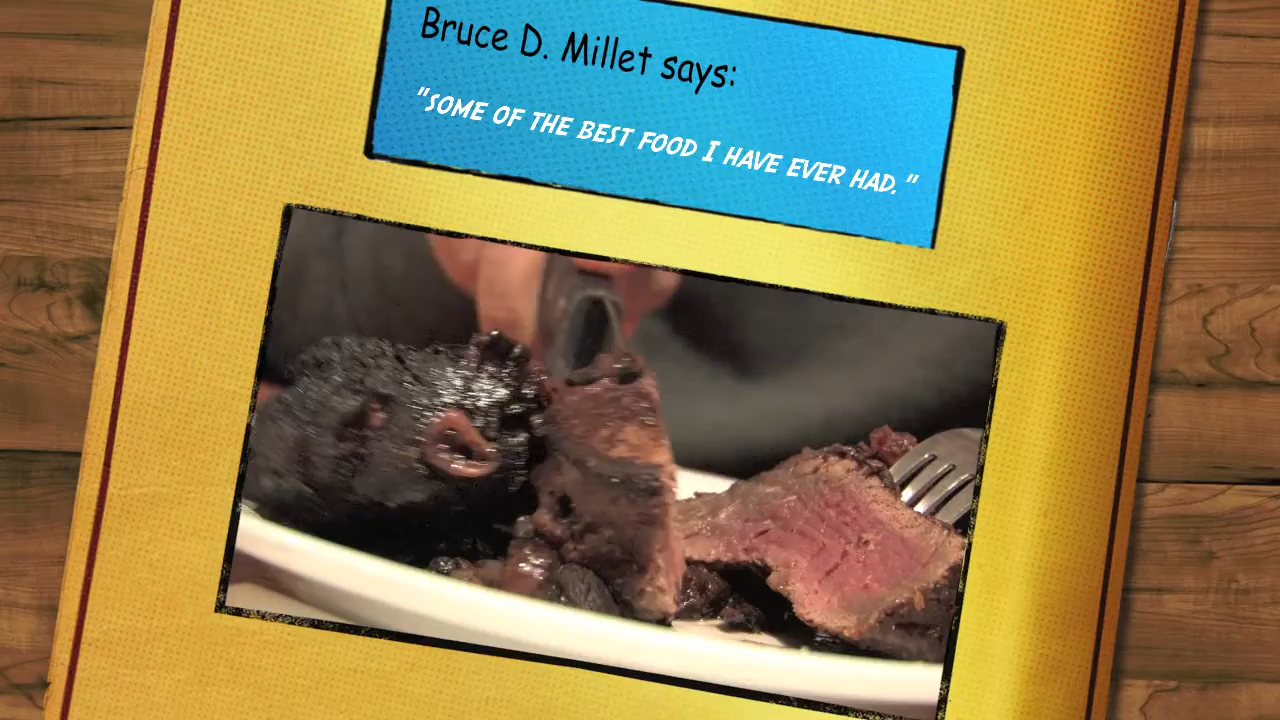 Bruce D. Millet says:
"SOME OF THE BEST FOOD I HAVE EVER HAD."